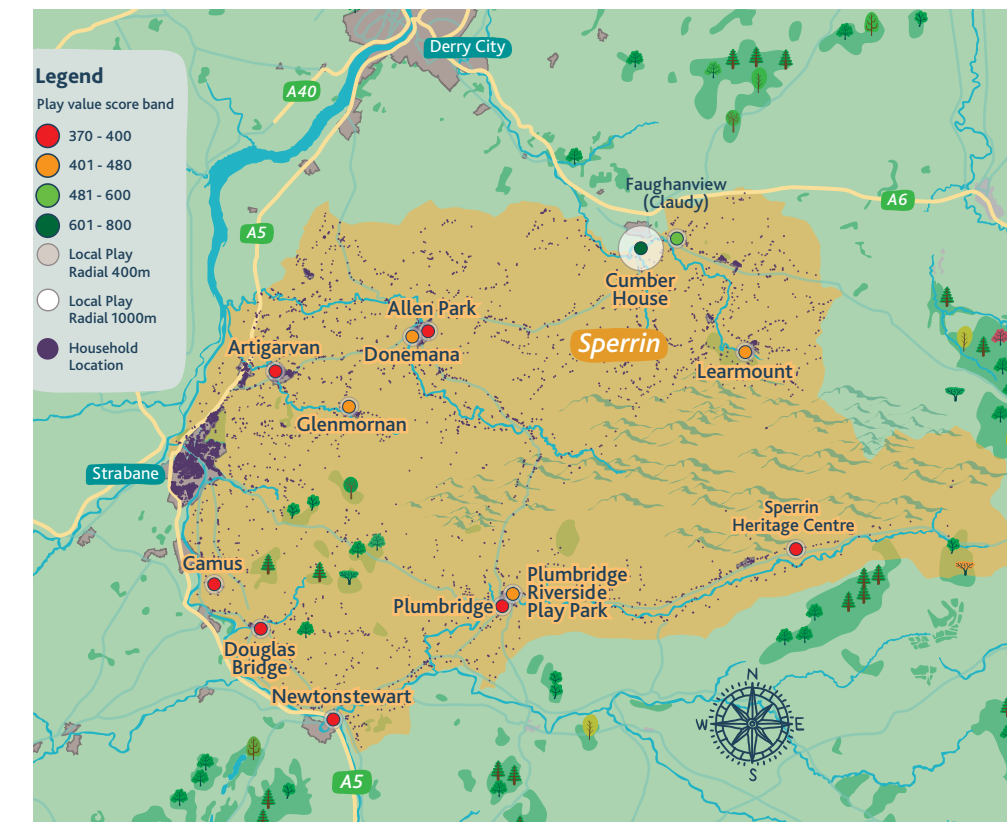 Legend
Play value score band
370 - 400
401 - 480
481 - 600
601 - 800
Local Play
Radial 400m
Local Play
Radial 1000m
Household
Location
Derry City
A40
A5
Faughanview
(Claudy)
A6
Cumber
House
Sperrin
Allen Park
Donemana
Artigarvan
Learmount
Glenmornan
Strabane
Sperrin
Heritage Centre
Camus
Plumbridge
Riverside
Play Park
Plumbridge
Douglas
Bridge
Newtonstewart
A5
N
W
E
S